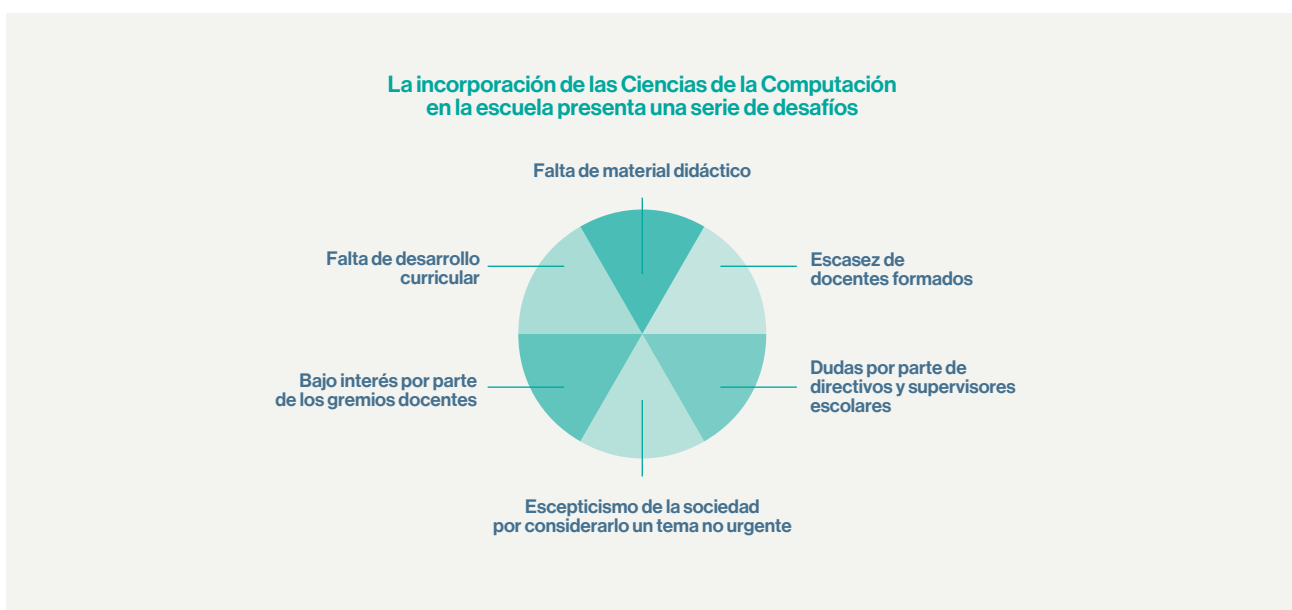 La incorporación de las Ciencias de la Computación
en la escuela presenta una serie de desafíos
Falta de material didáctico
Falta de desarrollo
curricular
Escasez de
docentes formados
Bajo interés por parte
de los gremios docentes
Dudas por parte de
directivos y supervisores
escolares
Escepticismo de la sociedad
por considerarlo un tema no urgente